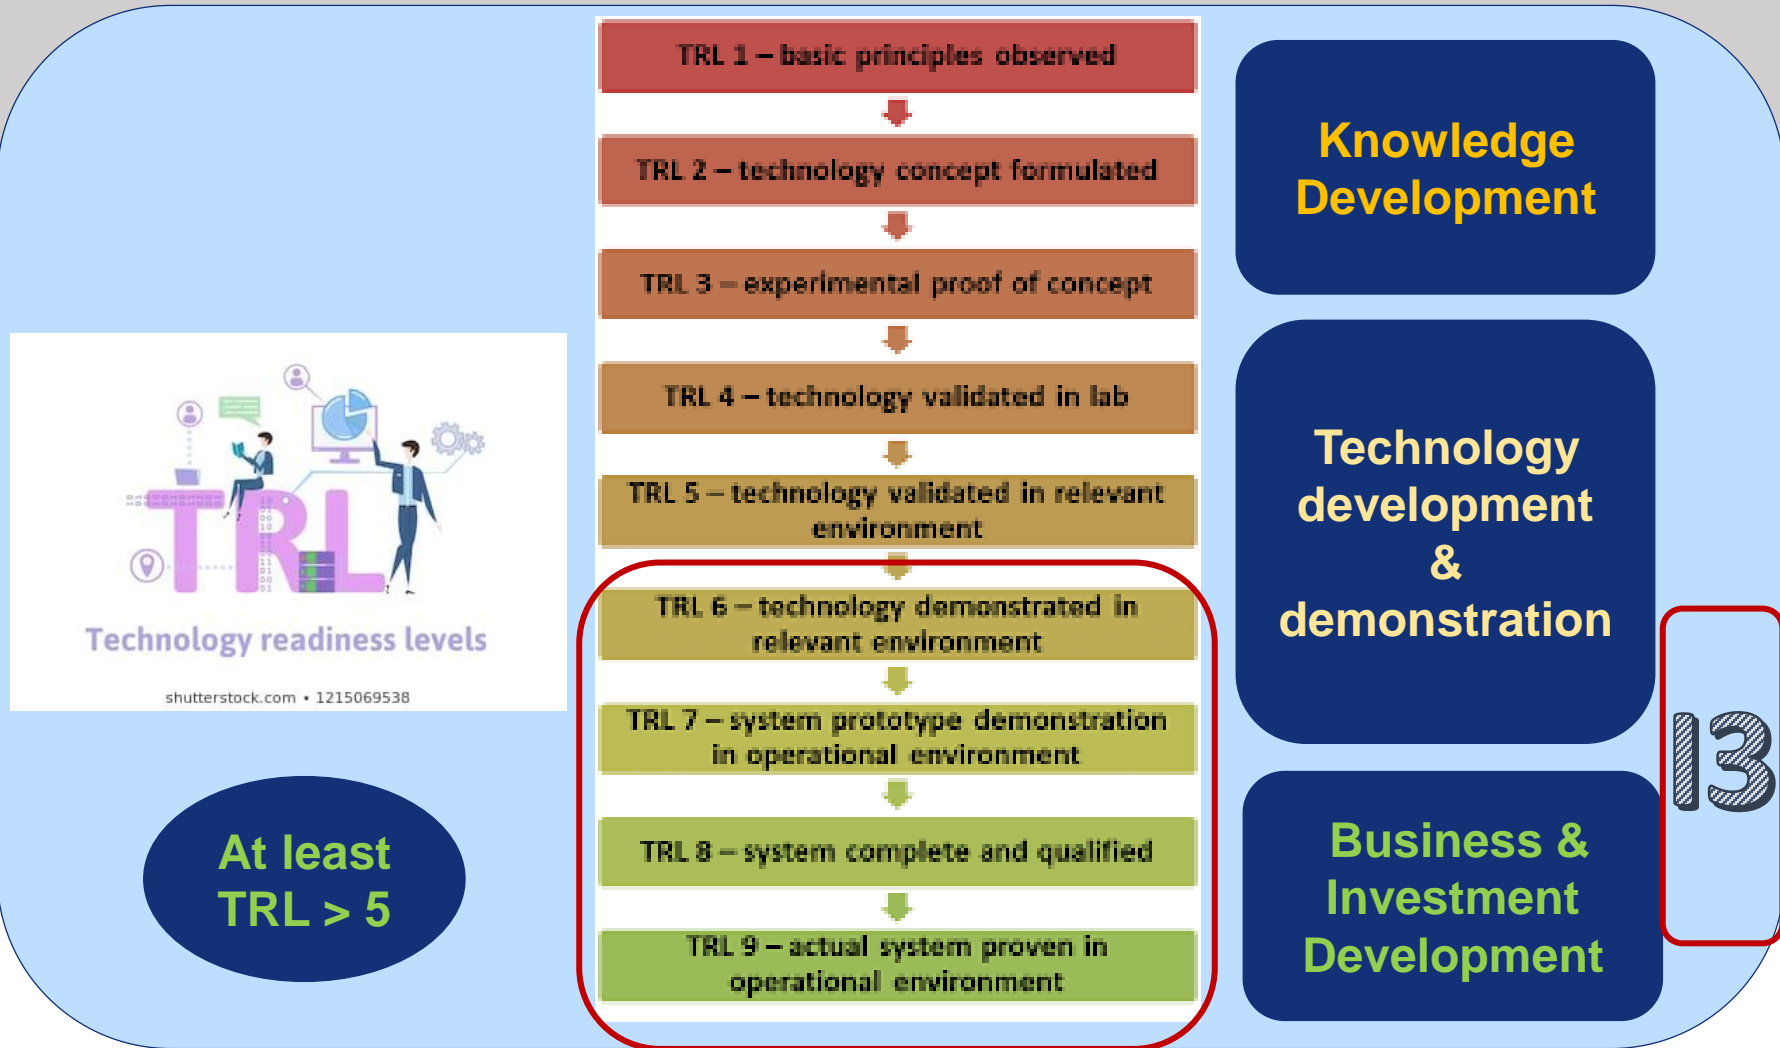 TRL 1 – basic principles observed
TRL 2 – technology concept formulated
TRL 3 – experimental proof of concept
TRL 4 – technology validated in lab
TRL 5 – technology validated in relevant
environment
TRL 6 – technology demonstrated in
relevant environment
TRL 7 – system prototype demonstration
in operational environment
TRL 8 – system complete and qualified
TRL 9 – actual system proven in
operational environment
TRL
Technology readiness levels
shutterstock.com • 1215069538
At least
TRL > 5
Knowledge
Development
Technology
development
&
demonstration
Business &
Investment
Development
I3